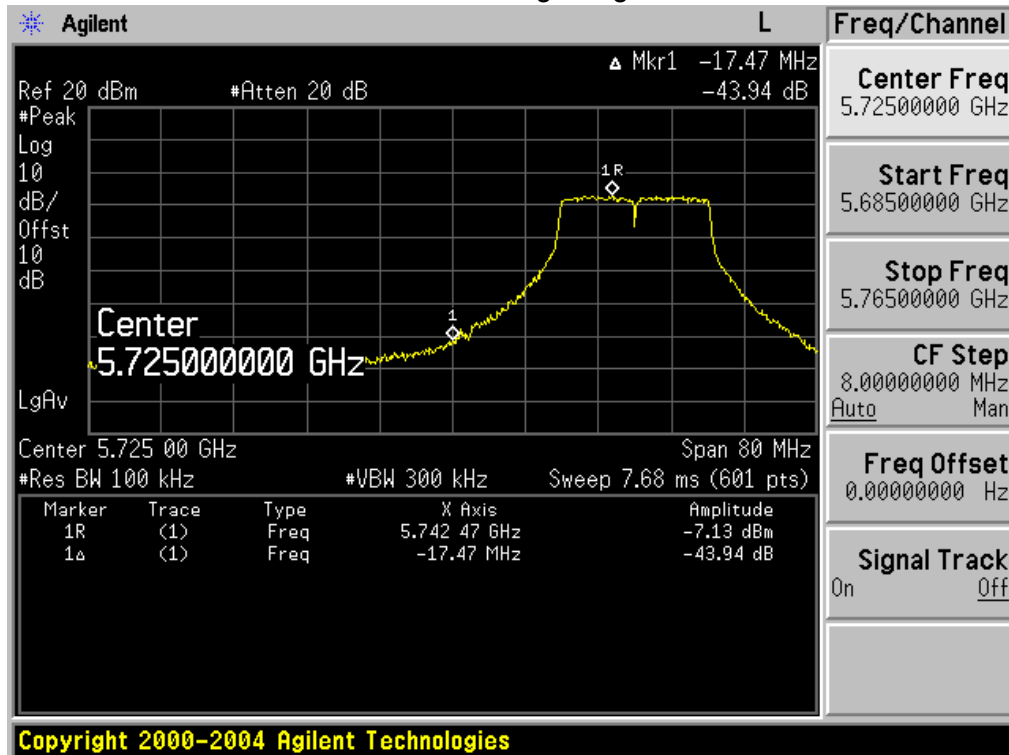 Agilent L
Δ Mkr1 -17.47 MHz
Ref 20 dBm #Atten 20 dB -43.94 dB
#Peak
Log
10
dB/
Offst
10
dB
1R
1
Center
5.725000000 GHz
LgAv
Center 5.725 00 GHz Span 80 MHz
#Res BW 100 kHz #VBW 300 kHz Sweep 7.68 ms (601 pts)
Marker Trace Type X Axis Amplitude
1R (1) Freq 5.742 47 GHz -7.13 dBm
1Δ (1) Freq -17.47 MHz -43.94 dB
Freq/Channel
Center Freq
5.72500000 GHz
Start Freq
5.68500000 GHz
Stop Freq
5.76500000 GHz
CF Step
8.00000000 MHz
Auto Man
Freq Offset
0.00000000 Hz
Signal Track
On Off
Copyright 2000-2004 Agilent Technologies